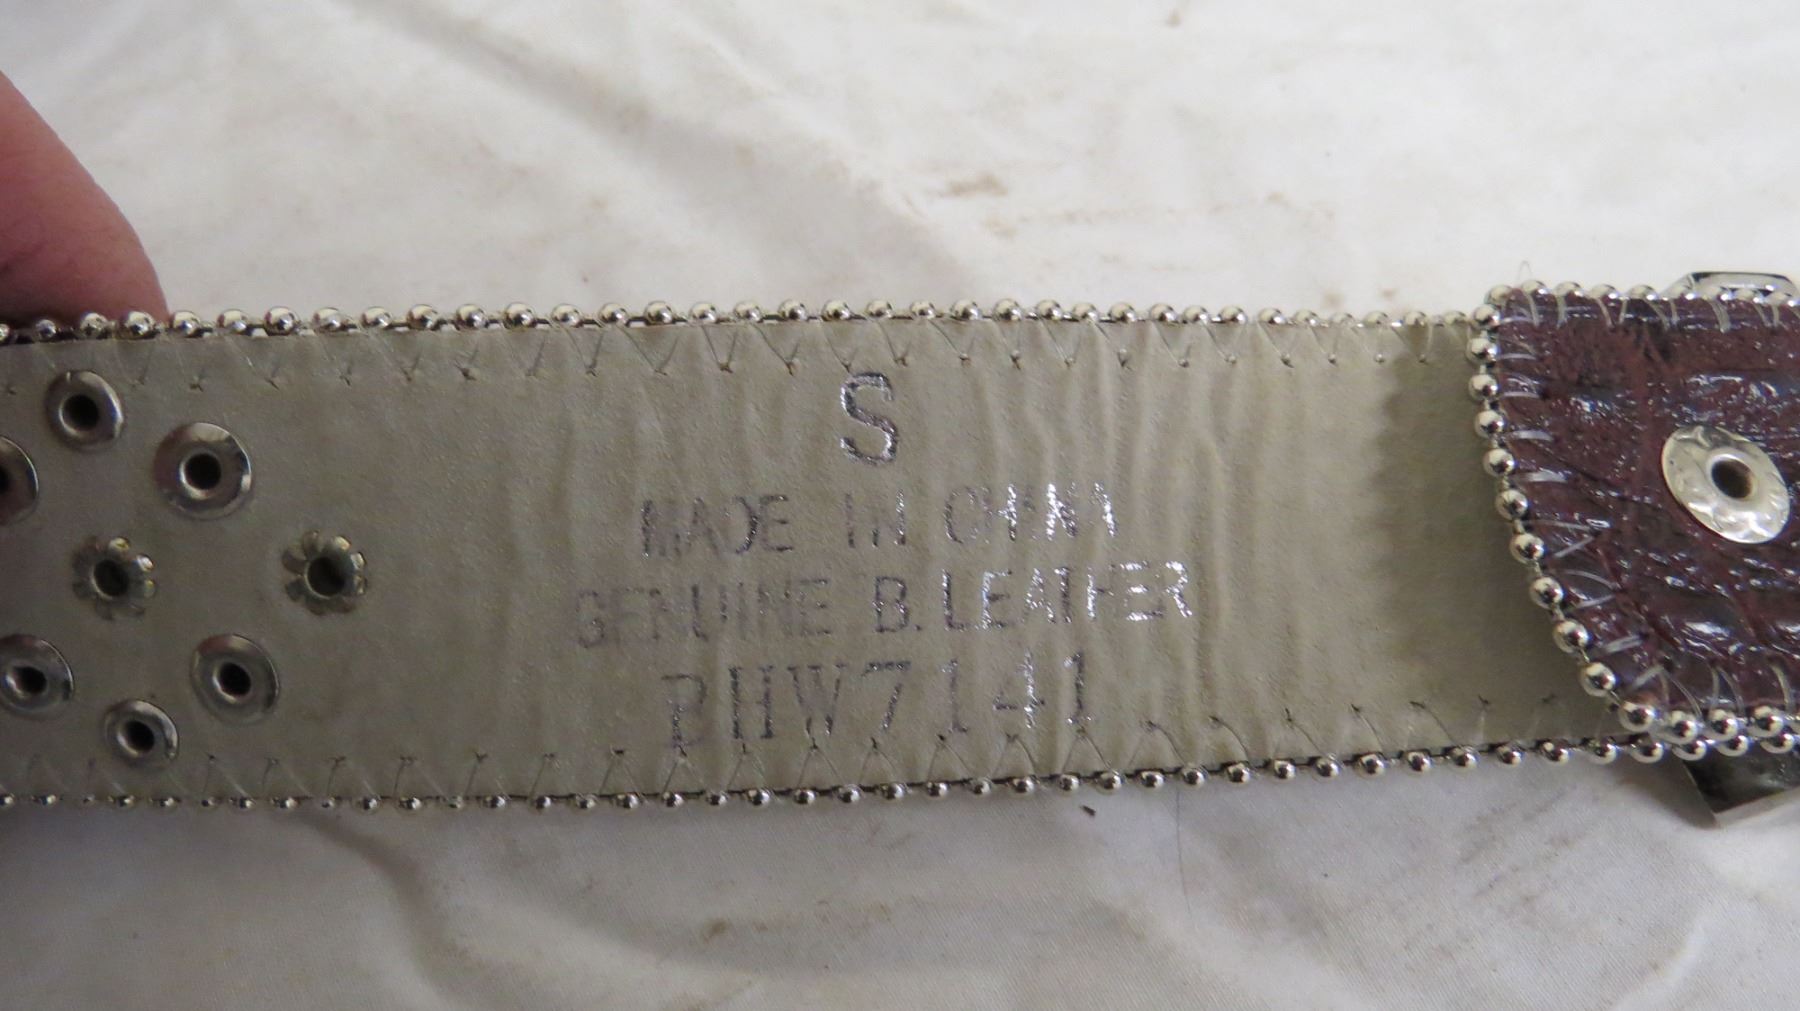 S
MADE IN CHINA
GENUINE B. LEATHER
BHW7141